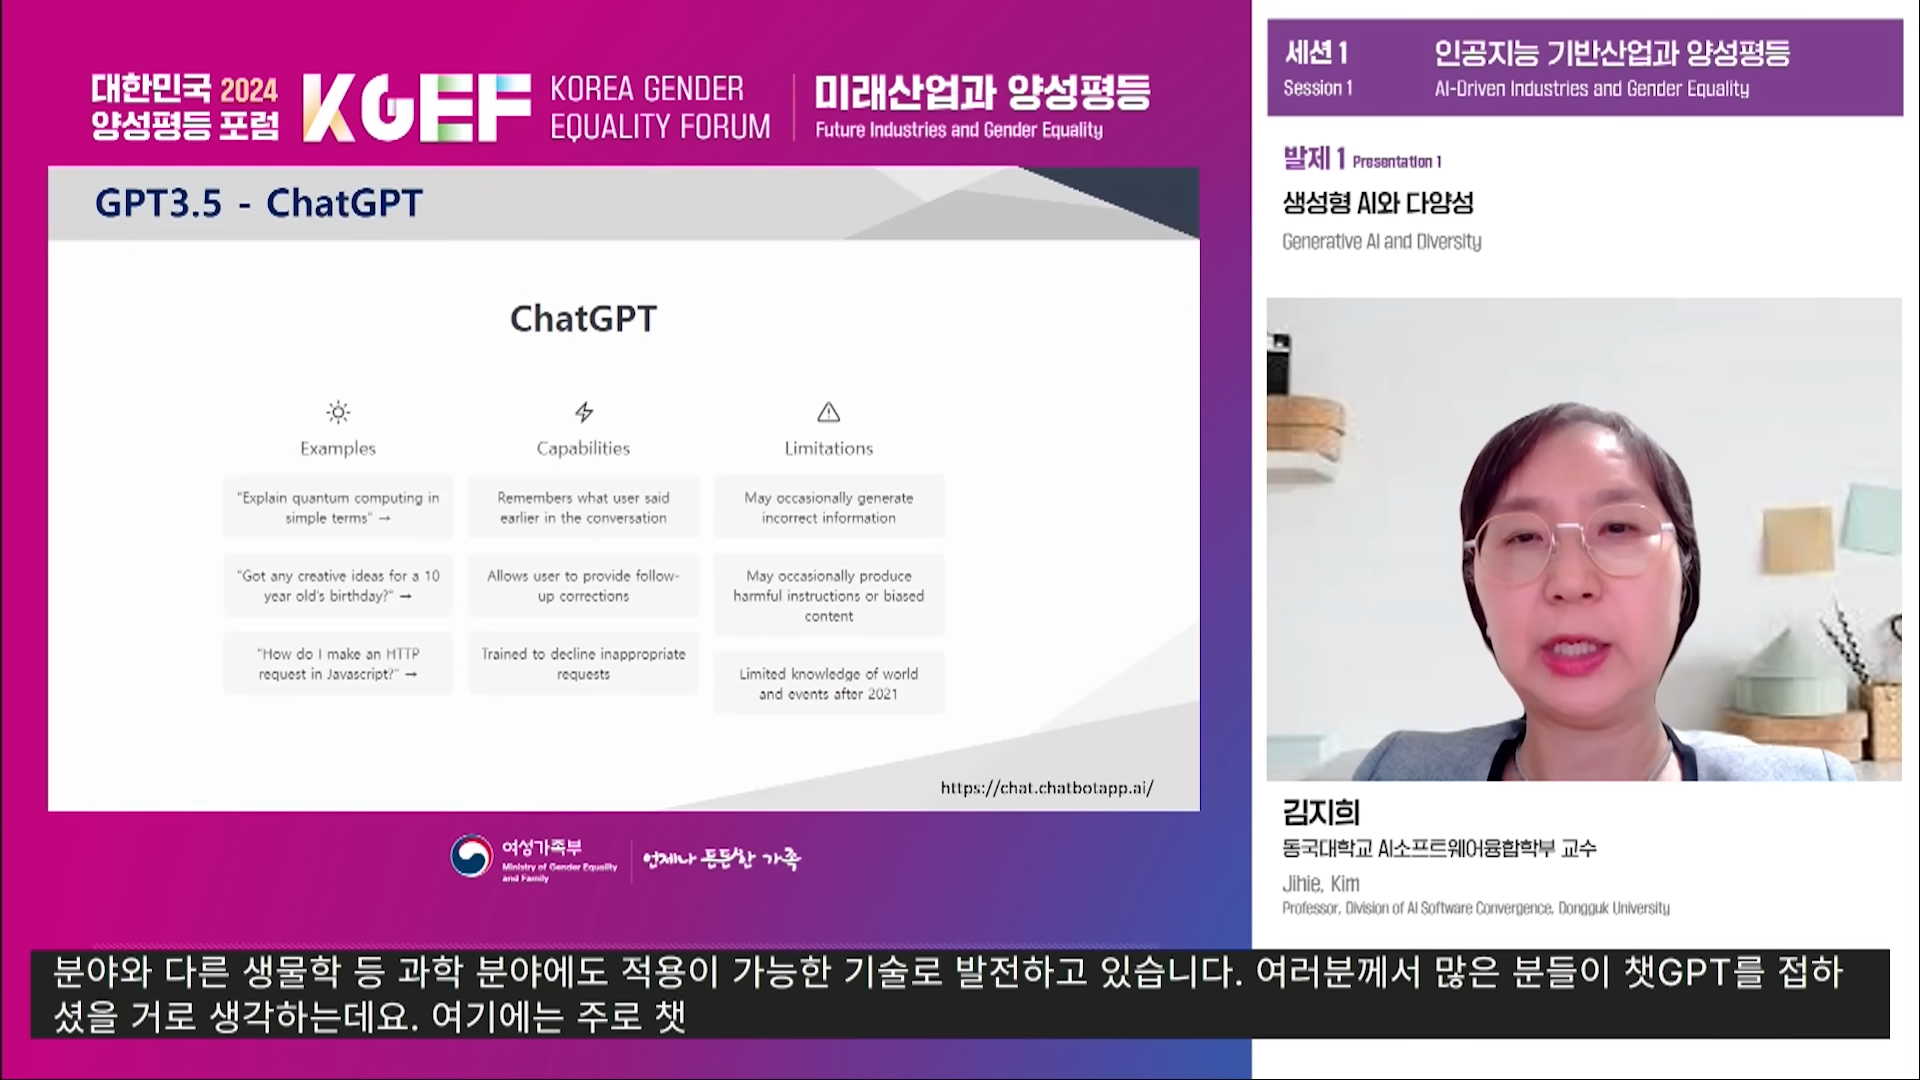 대한민국 2024
양성평등 포럼
KGEF
KOREA GENDER
EQUALITY FORUM
미래산업과 양성평등
Future Industries and Gender Equality
GPT3.5 - ChatGPT
ChatGPT
Examples
"Explain quantum computing in
simple terms" →
"Got any creative ideas for a 10
year old's birthday?" →
"How do I make an HTTP
request in Javascript?" →
Capabilities
Remembers what user said
earlier in the conversation
Allows user to provide follow-
up corrections
Trained to decline inappropriate
requests
Limitations
May occasionally generate
incorrect information
May occasionally produce
harmful instructions or biased
content
Limited knowledge of world
and events after 2021
https://chat.chatbotapp.ai/
여성가족부
Ministry of Gender Equality
and Family
언제나 든든한 가족
세션 1
Session 1
인공지능 기반산업과 양성평등
AI-Driven Industries and Gender Equality
발제 1 Presentation 1
생성형 AI와 다양성
Generative AI and Diversity
김지희
동국대학교 AI소프트웨어융합학부 교수
Jihie, Kim
Professor, Division of AI Software Convergence, Dongguk University
분야와 다른 생물학 등 과학 분야에도 적용이 가능한 기술로 발전하고 있습니다. 여러분께서 많은 분들이 챗GPT를 접하
셨을 거로 생각하는데요. 여기에는 주로 챗